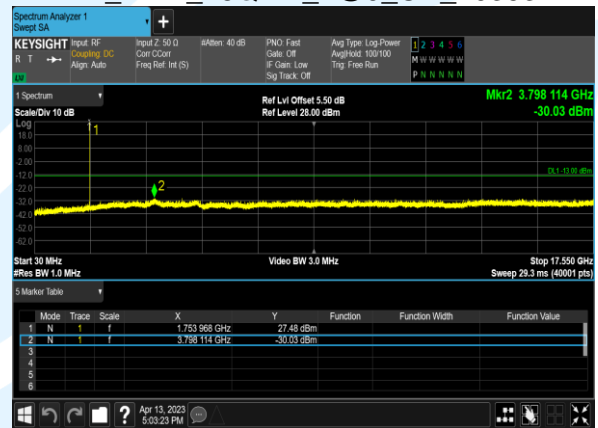 Spectrum Analyzer 1
Swept SA
+
KEYSIGHT Input: RF Input Z: 50 Ω #Atten: 40 dB PNO: Fast Avg Type: Log-Power 1 2 3 4 5 6
R T Coupling: DC Corr CCorr Gate: Off Avg|Hold: 100/100 M W W W W W
Align: Auto Freq Ref: Int (S) IF Gain: Low Trig: Free Run
Sig Track: Off P N N N N N
1 Spectrum
Ref Lvl Offset 5.50 dB Mkr2 3.798 114 GHz
Scale/Div 10 dB Ref Level 28.00 dBm -30.03 dBm
Log
1
18.0
8.00
-2.00
DL1 -13.00 dBm
-12.0
2
-22.0
-32.0
-42.0
-52.0
-62.0
Start 30 MHz Video BW 3.0 MHz Stop 17.550 GHz
#Res BW 1.0 MHz Sweep 29.3 ms (40001 pts)
5 Marker Table
Mode Trace Scale X Y Function Function Width Function Value
1 N 1 f 1.753 968 GHz 27.48 dBm
2 N 1 f 3.798 114 GHz -30.03 dBm
3
4
5
6
? Apr 13, 2023
5:03:23 PM